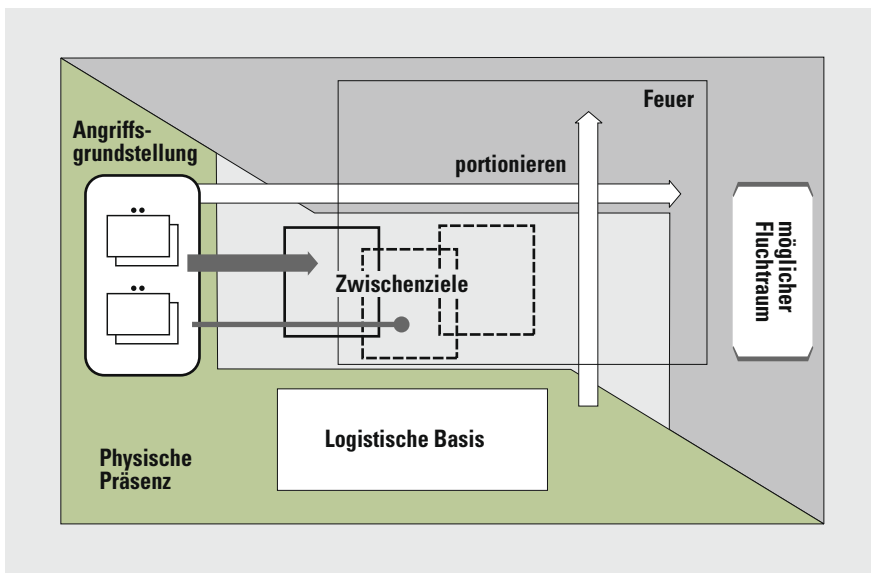 Feuer
Angriffs-
grundstellung
portionieren
möglicher
Fluchtraum
Zwischenziele
Logistische Basis
Physische
Präsenz